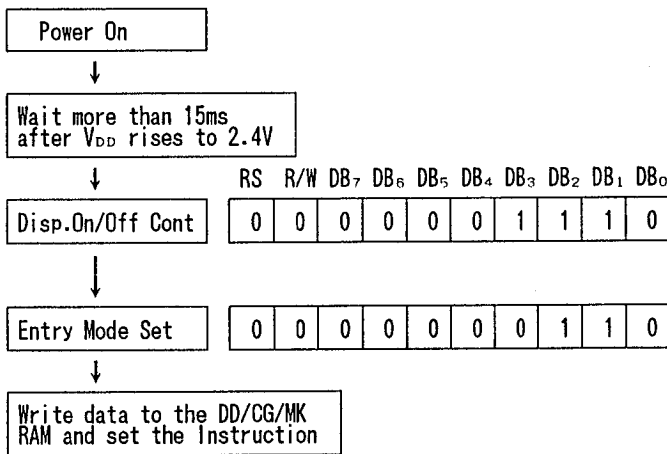 Power On
Wait more than 15ms
after VDD rises to 2.4V
RS R/W DB7 DB6 DB5 DB4 DB3 DB2 DB1 DB0
Disp.On/Off Cont 0 0 0 0 0 0 1 1 1 0
Entry Mode Set 0 0 0 0 0 0 0 1 1 0
Write data to the DD/CG/MK
RAM and set the Instruction